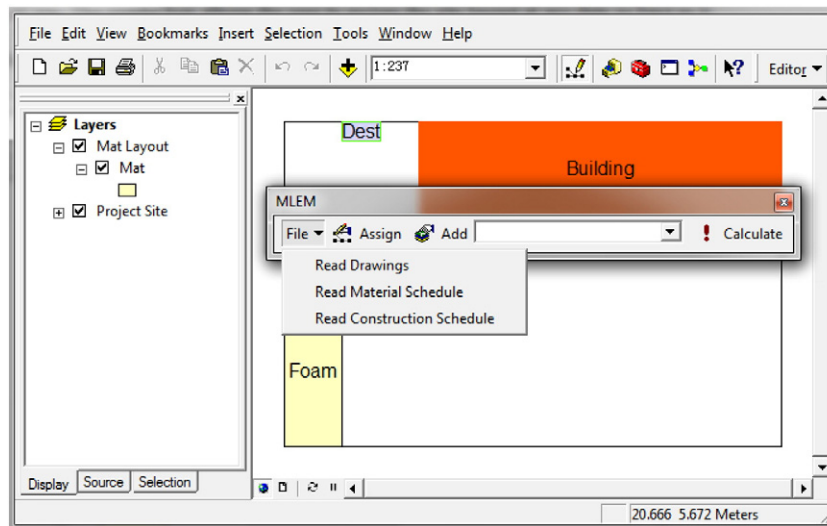 File Edit View Bookmarks Insert Selection Tools Window Help
1:237 Editor
Layers
Mat Layout
Mat
Project Site
Dest
Building
MLEM
File Assign Add Calculate
Read Drawings
Read Material Schedule
Read Construction Schedule
Foam
Display Source Selection
20.666 5.672 Meters